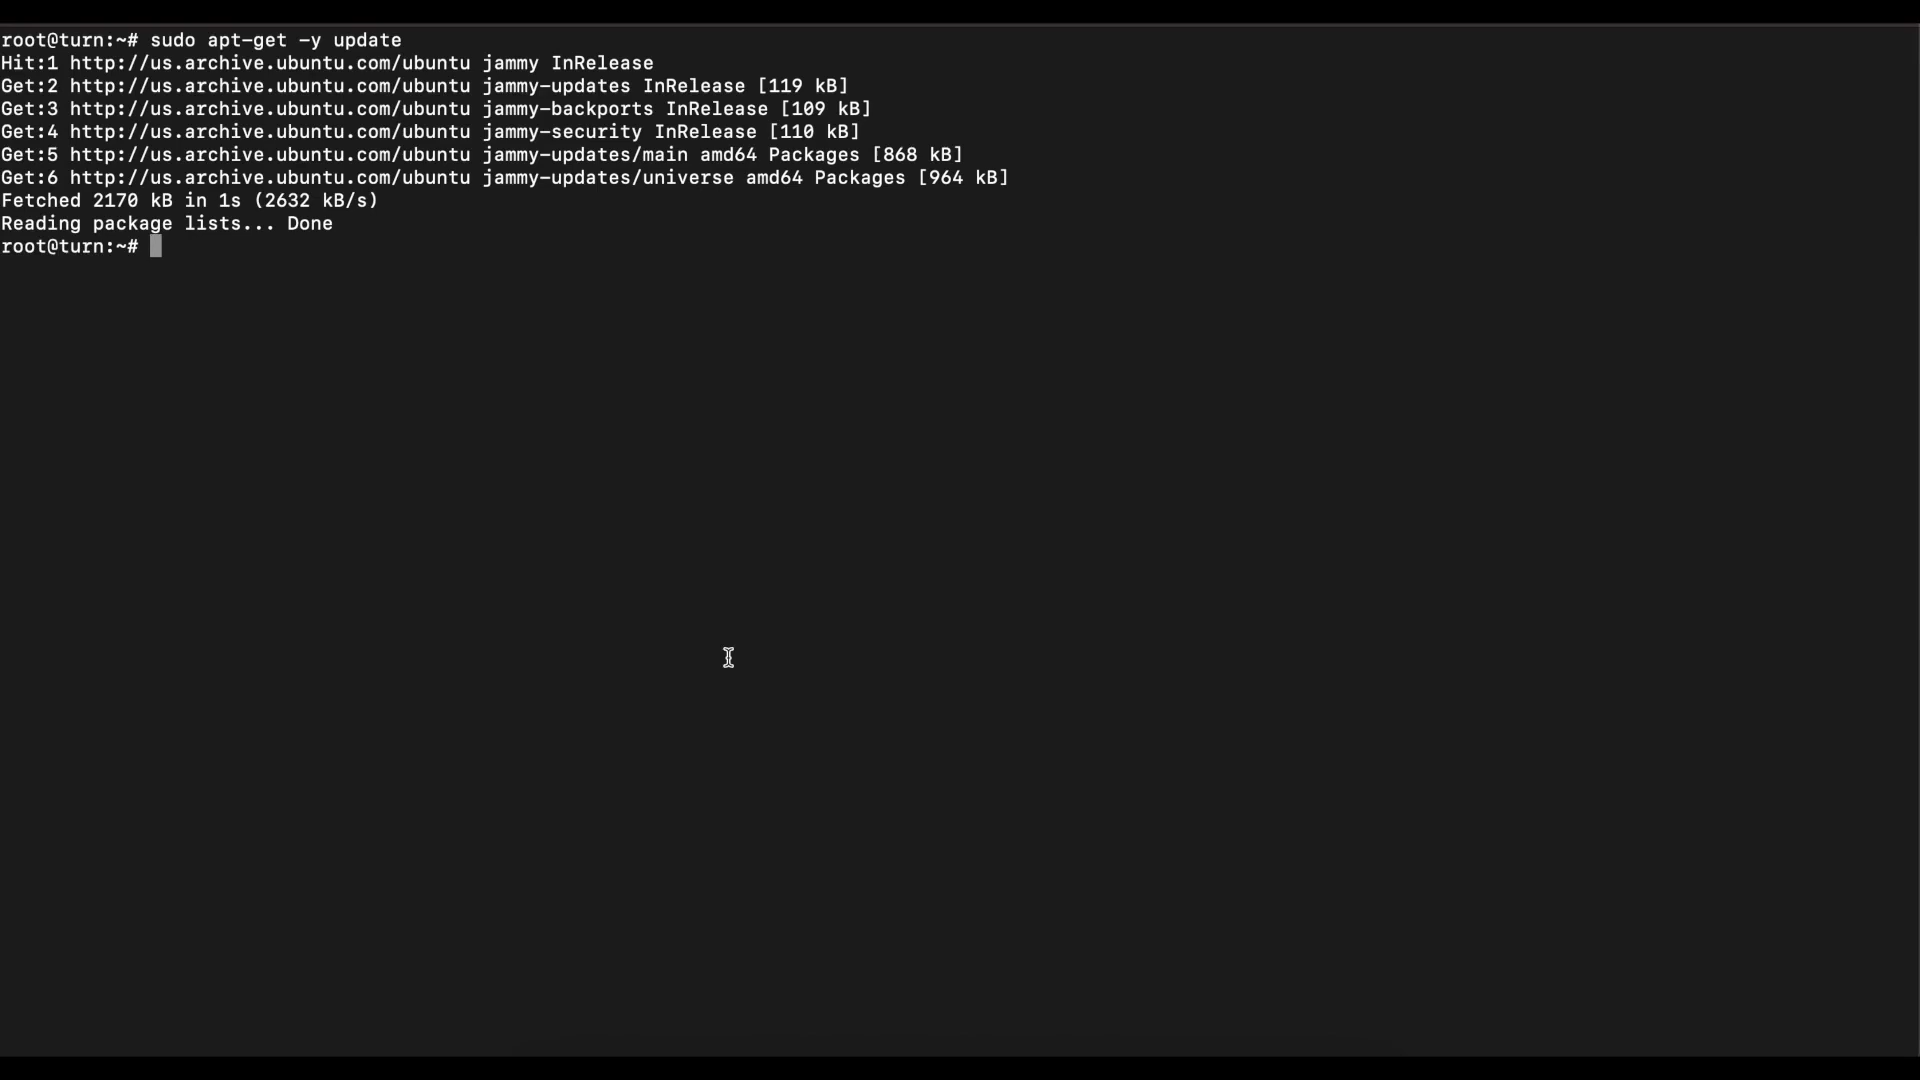 root@turn:~# sudo apt-get -y update
Hit:1 http://us.archive.ubuntu.com/ubuntu jammy InRelease
Get:2 http://us.archive.ubuntu.com/ubuntu jammy-updates InRelease [119 kB]
Get:3 http://us.archive.ubuntu.com/ubuntu jammy-backports InRelease [109 kB]
Get:4 http://us.archive.ubuntu.com/ubuntu jammy-security InRelease [110 kB]
Get:5 http://us.archive.ubuntu.com/ubuntu jammy-updates/main amd64 Packages [868 kB]
Get:6 http://us.archive.ubuntu.com/ubuntu jammy-updates/universe amd64 Packages [964 kB]
Fetched 2170 kB in 1s (2632 kB/s)
Reading package lists... Done
root@turn:~#